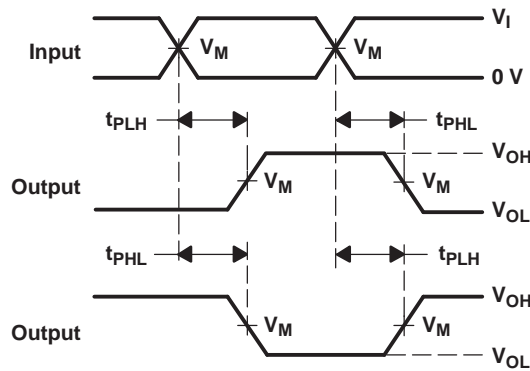 V_I
Input V_M V_M
0 V
t_PLH t_PHL
V_OH
Output V_M V_M
V_OL
t_PHL t_PLH
V_OH
Output V_M V_M
V_OL